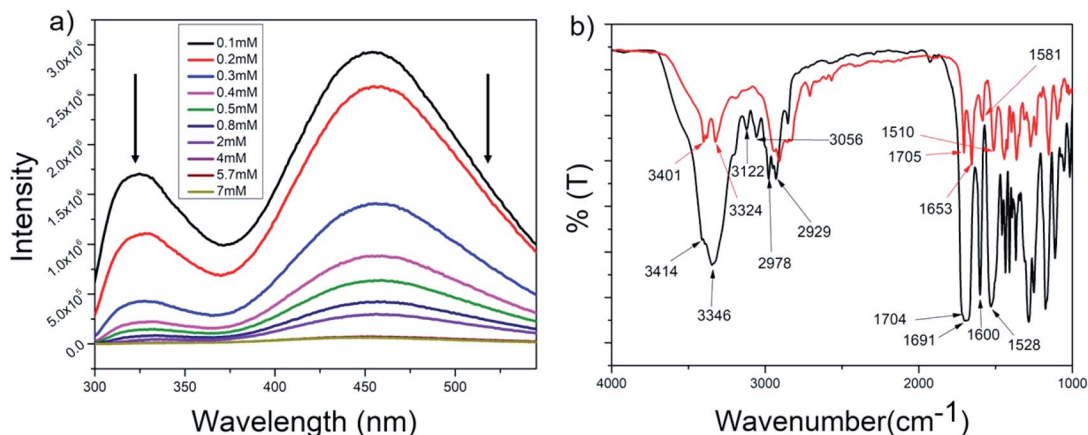 a)
Intensity
3.0x10⁶
2.5x10⁶
2.0x10⁶
1.5x10⁶
1.0x10⁶
5.0x10⁵
0.0
0.1mM
0.2mM
0.3mM
0.4mM
0.5mM
0.8mM
2mM
4mM
5.7mM
7mM
300 350 400 450 500
Wavelength (nm)
b)
% (T)
1581
3056
1510
1705
3401
3122
1653
3324
2929
3414
2978
3346
1704
1691
1600
1528
4000 3000 2000 1000
Wavenumber(cm⁻¹)